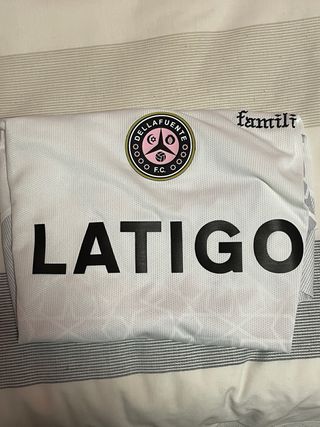 famili
DELLAFUENTE
F.C.
LATIGO